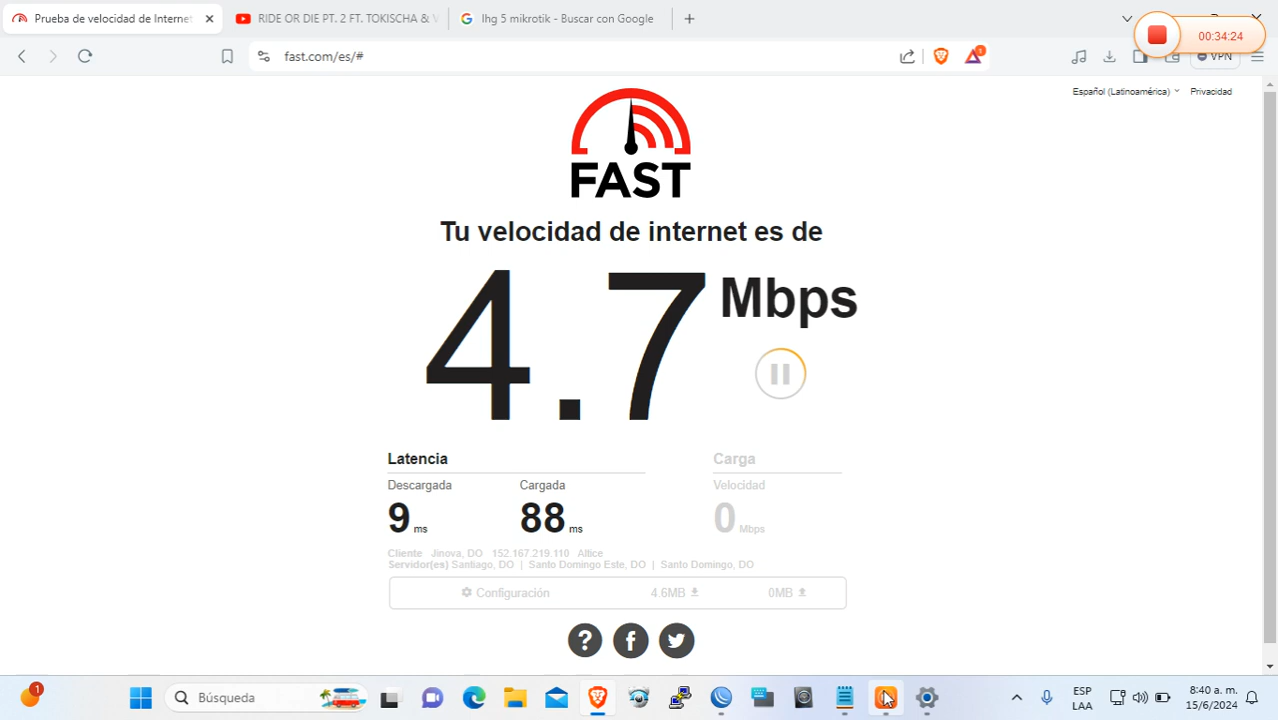 Prueba de velocidad de Internet
RIDE OR DIE PT. 2 FT. TOKISCHA &
lhg 5 mikrotik - Buscar con Google
00:34:24
fast.com/es/#
1
VPN
Español (Latinoamérica)
Privacidad
FAST
Tu velocidad de internet es de
4.7 Mbps
Latencia
Carga
Descargada
Cargada
Velocidad
9 ms
88 ms
0 Mbps
Cliente Jinova, DO 152.167.219.110 Altice
Servidor(es) Santiago, DO | Santo Domingo Este, DO | Santo Domingo, DO
Configuración
4.6MB
0MB
?
f
1
Búsqueda
ESP
LAA
8:40 a. m.
15/6/2024